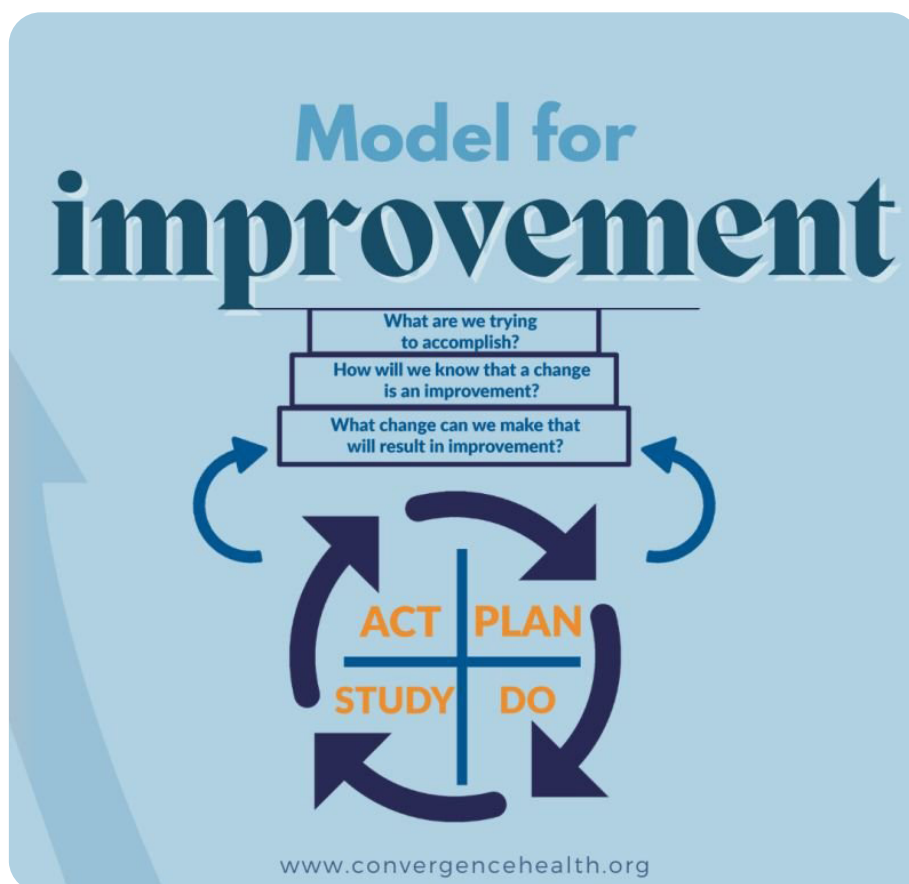 Model for
improvement
What are we trying
to accomplish?
How will we know that a change
is an improvement?
What change can we make that
will result in improvement?
ACT PLAN
STUDY DO
www.convergencehealth.org